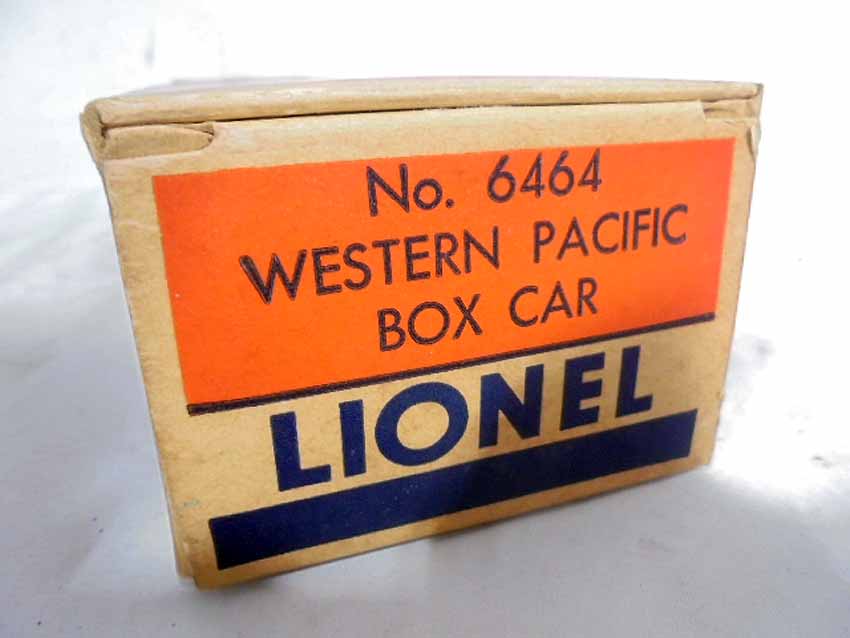 No. 6464
WESTERN PACIFIC
BOX CAR
LIONEL